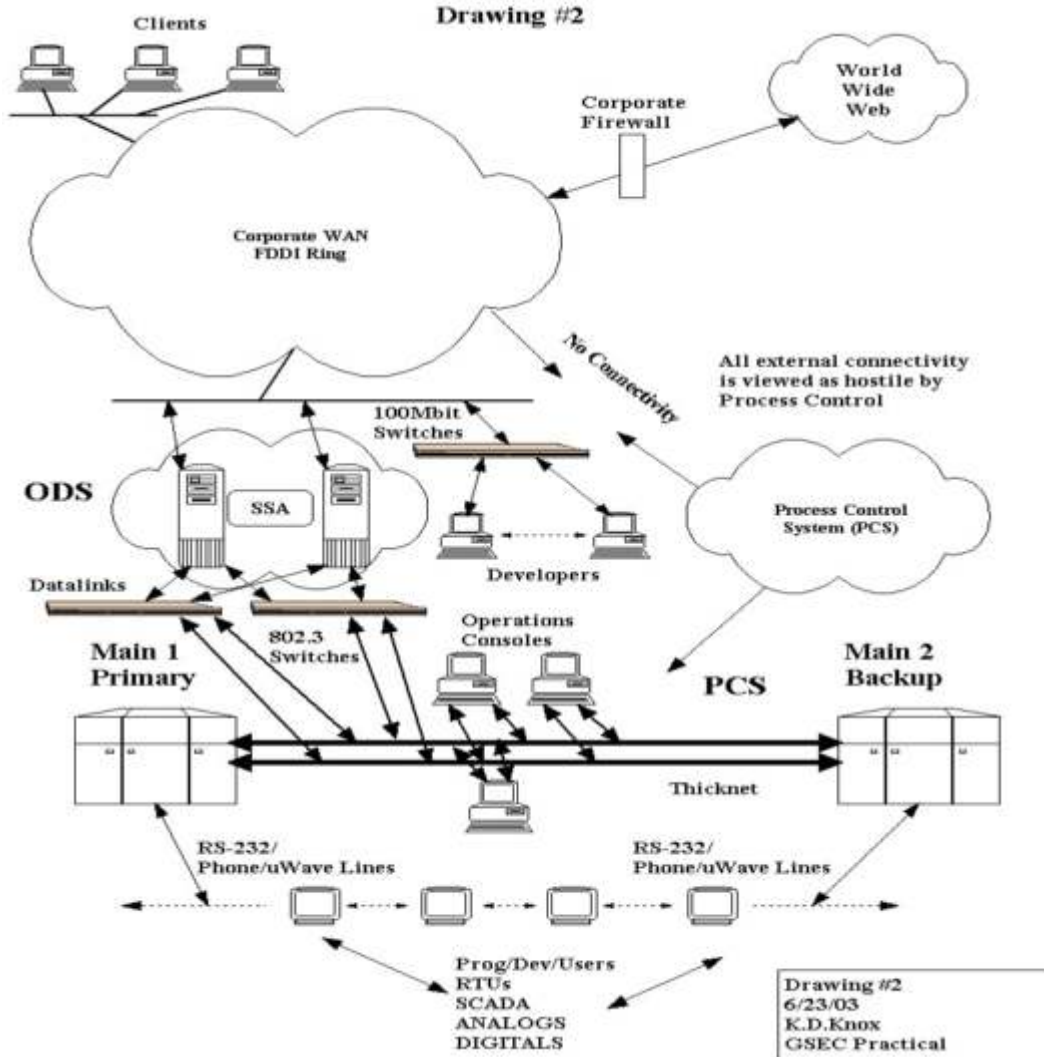 Drawing #2
Clients
World
Wide
Web
Corporate
Firewall
Corporate WAN
FDDI Ring
No Connectivity
All external connectivity
is viewed as hostile by
Process Control
100Mbit
Switches
ODS
SSA
Process Control
System (PCS)
Developers
Datalinks
802.3
Switches
Operations
Consoles
Main 1
Primary
PCS
Main 2
Backup
Thicknet
RS-232/
Phone/uWave Lines
RS-232/
Phone/uWave Lines
Prog/Dev/Users
RTUs
SCADA
ANALOGS
DIGITALS
Drawing #2
6/23/03
K.D.Knox
GSEC Practical